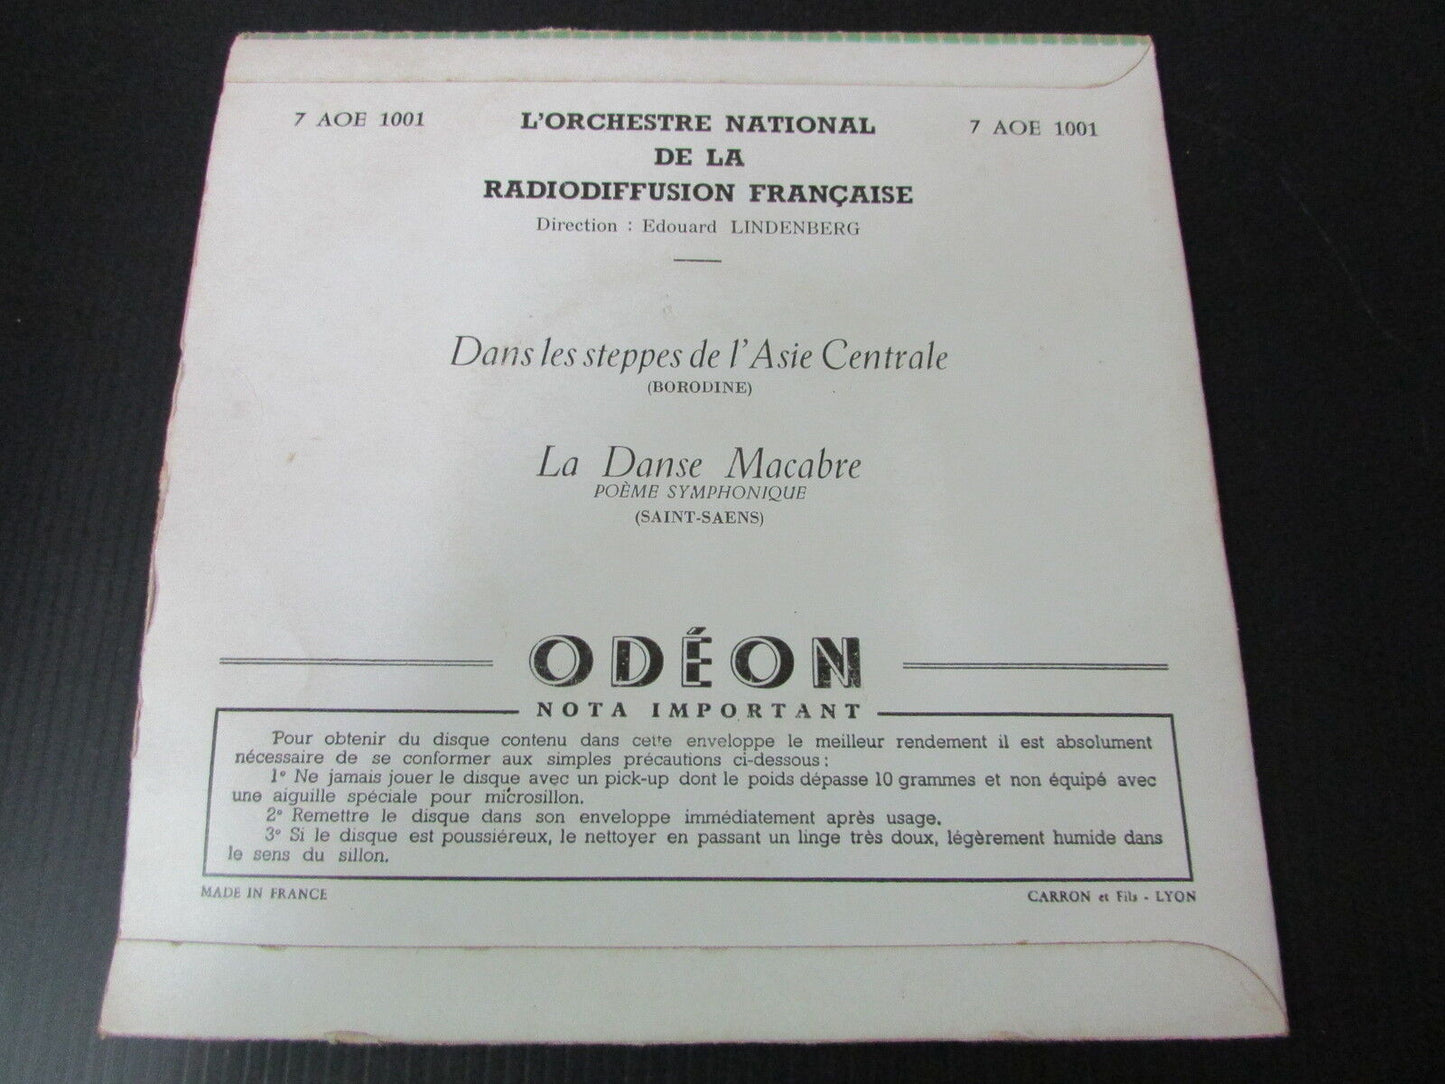 7 AOE 1001
L'ORCHESTRE NATIONAL
7 AOE 1001
DE LA
RADIODIFFUSION FRANÇAISE
Direction : Edouard LINDENBERG
Dans les steppes de l'Asie Centrale
(BORODINE)
La Danse Macabre
POÈME SYMPHONIQUE
(SAINT-SAENS)
ODÉON
NOTA IMPORTANT
Pour obtenir du disque contenu dans cette enveloppe le meilleur rendement il est absolument
nécessaire de se conformer aux simples précautions ci-dessous :
1° Ne jamais jouer le disque avec un pick-up dont le poids dépasse 10 grammes et non équipé avec
une aiguille spéciale pour microsillon.
2° Remettre le disque dans son enveloppe immédiatement après usage.
3° Si le disque est poussiéreux, le nettoyer en passant un linge très doux, légèrement humide dans
le sens du sillon.
MADE IN FRANCE
CARRON et Fils - LYON